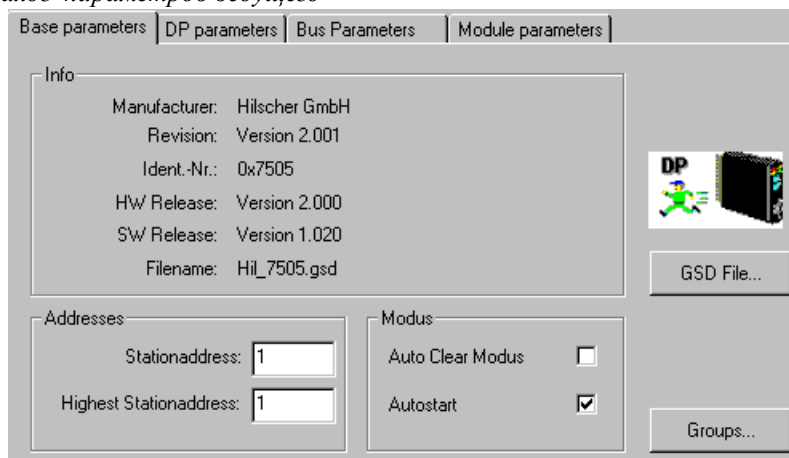 параметров ведущего
Base parameters DP parameters Bus Parameters Module parameters
Info
Manufacturer: Hilscher GmbH
Revision: Version 2.001
Ident.-Nr.: 0x7505
HW Release: Version 2.000
SW Release: Version 1.020
Filename: Hil_7505.gsd
DP
GSD File...
Addresses
Stationaddress: 1
Highest Stationaddress: 1
Modus
Auto Clear Modus
Autostart
Groups...